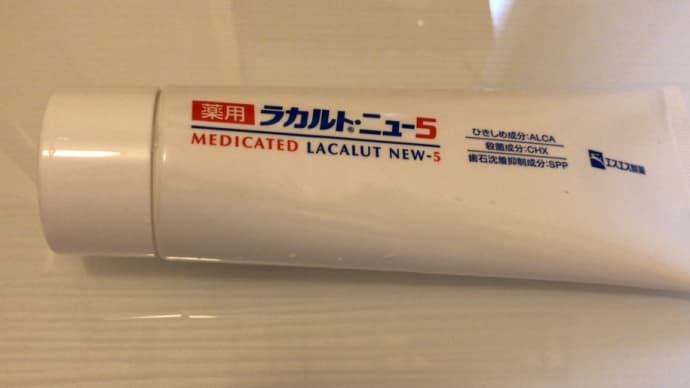 薬用 ラカルト・ニュー5
MEDICATED LACALUT NEW-5
ひきしめ成分:ALCA
殺菌成分:CHX
歯石沈着抑制成分:SPP
エスエス製薬